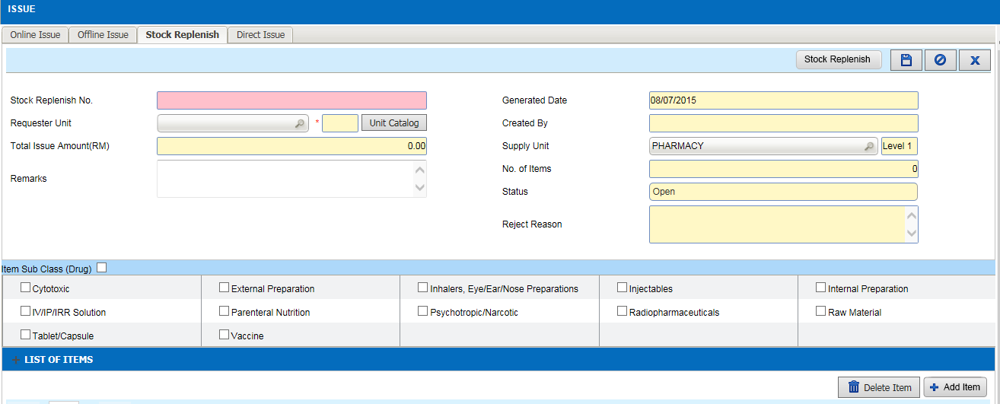 ISSUE
Online Issue Offline Issue Stock Replenish Direct Issue
Stock Replenish
Stock Replenish No. Generated Date 08/07/2015
Requester Unit * Unit Catalog Created By
Total Issue Amount(RM) 0.00 Supply Unit PHARMACY Level 1
No. of Items 0
Remarks
Status Open
Reject Reason
Item Sub Class (Drug)
Cytotoxic External Preparation Inhalers, Eye/Ear/Nose Preparations Injectables Internal Preparation
IV/IP/IRR Solution Parenteral Nutrition Psychotropic/Narcotic Radiopharmaceuticals Raw Material
Tablet/Capsule Vaccine
+ LIST OF ITEMS
Delete Item + Add Item